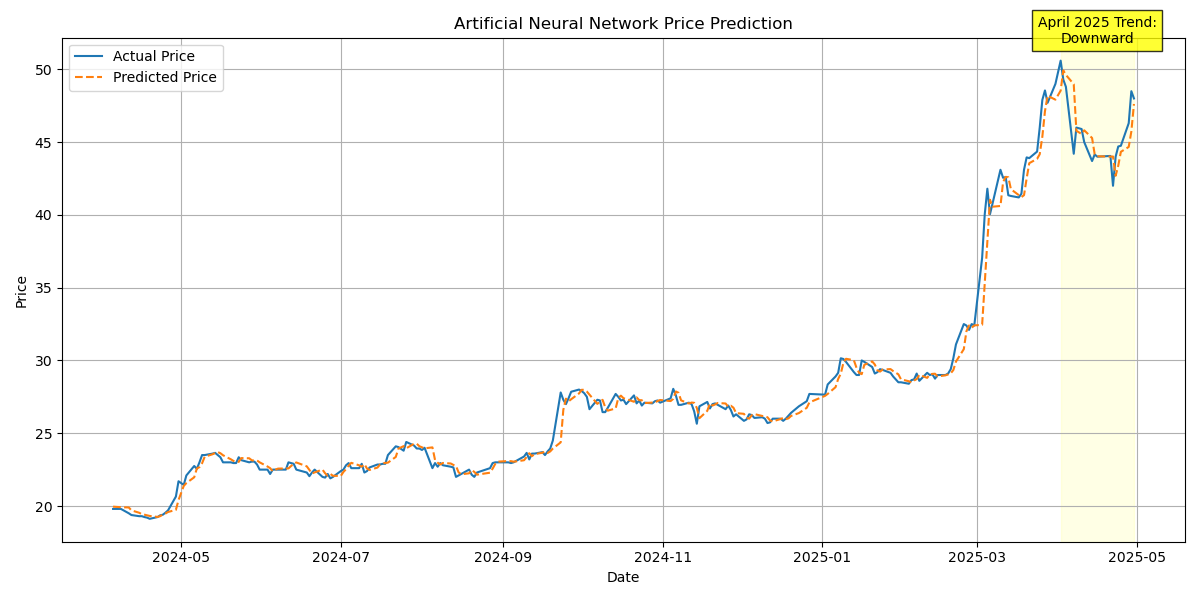 Artificial Neural Network Price Prediction
April 2025 Trend:
Downward
Actual Price
Predicted Price
Price
50
45
40
35
30
25
20
2024-05
2024-07
2024-09
2024-11
2025-01
2025-03
2025-05
Date